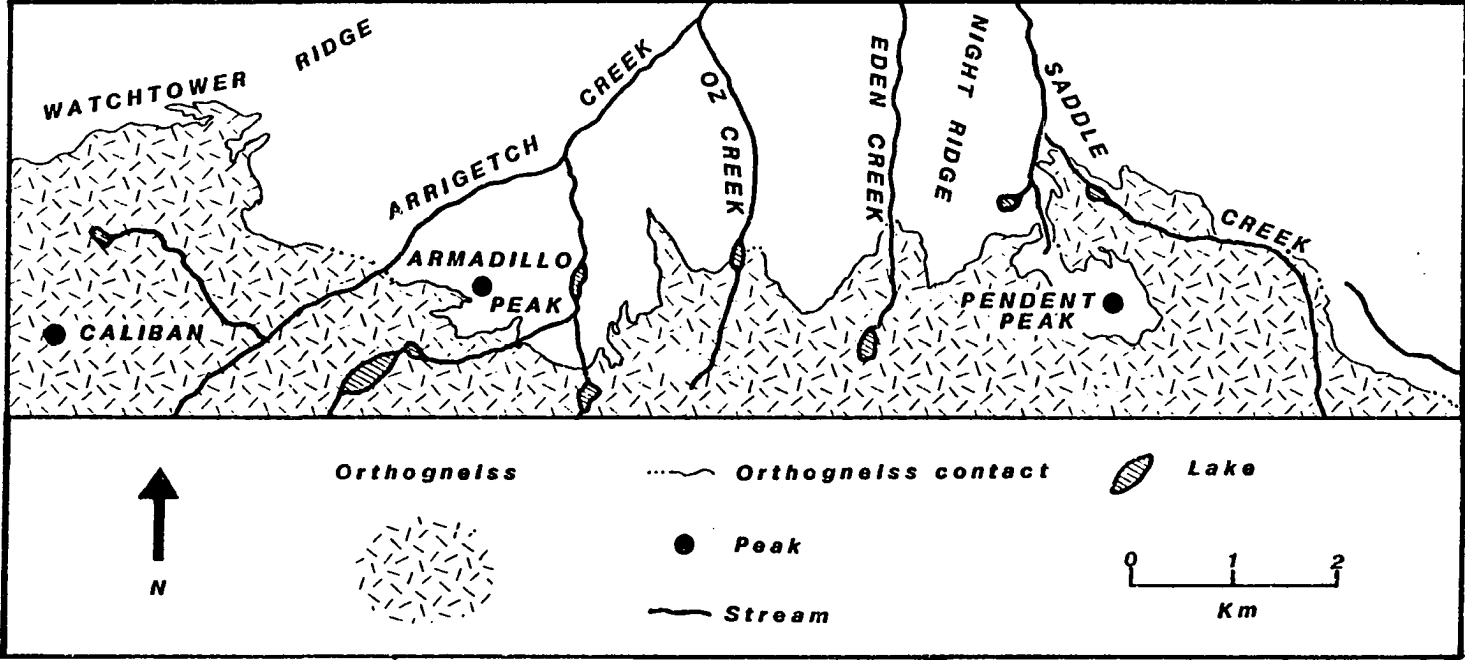 WATCHTOWER RIDGE
ARRIGETCH CREEK
OZ CREEK
EDEN CREEK
NIGHT RIDGE
SADDLE CREEK
ARMADILLO
PEAK
CALIBAN
PENDENT
PEAK
N
Orthogneiss
Orthogneiss contact
Peak
Stream
Lake
0 1 2
Km